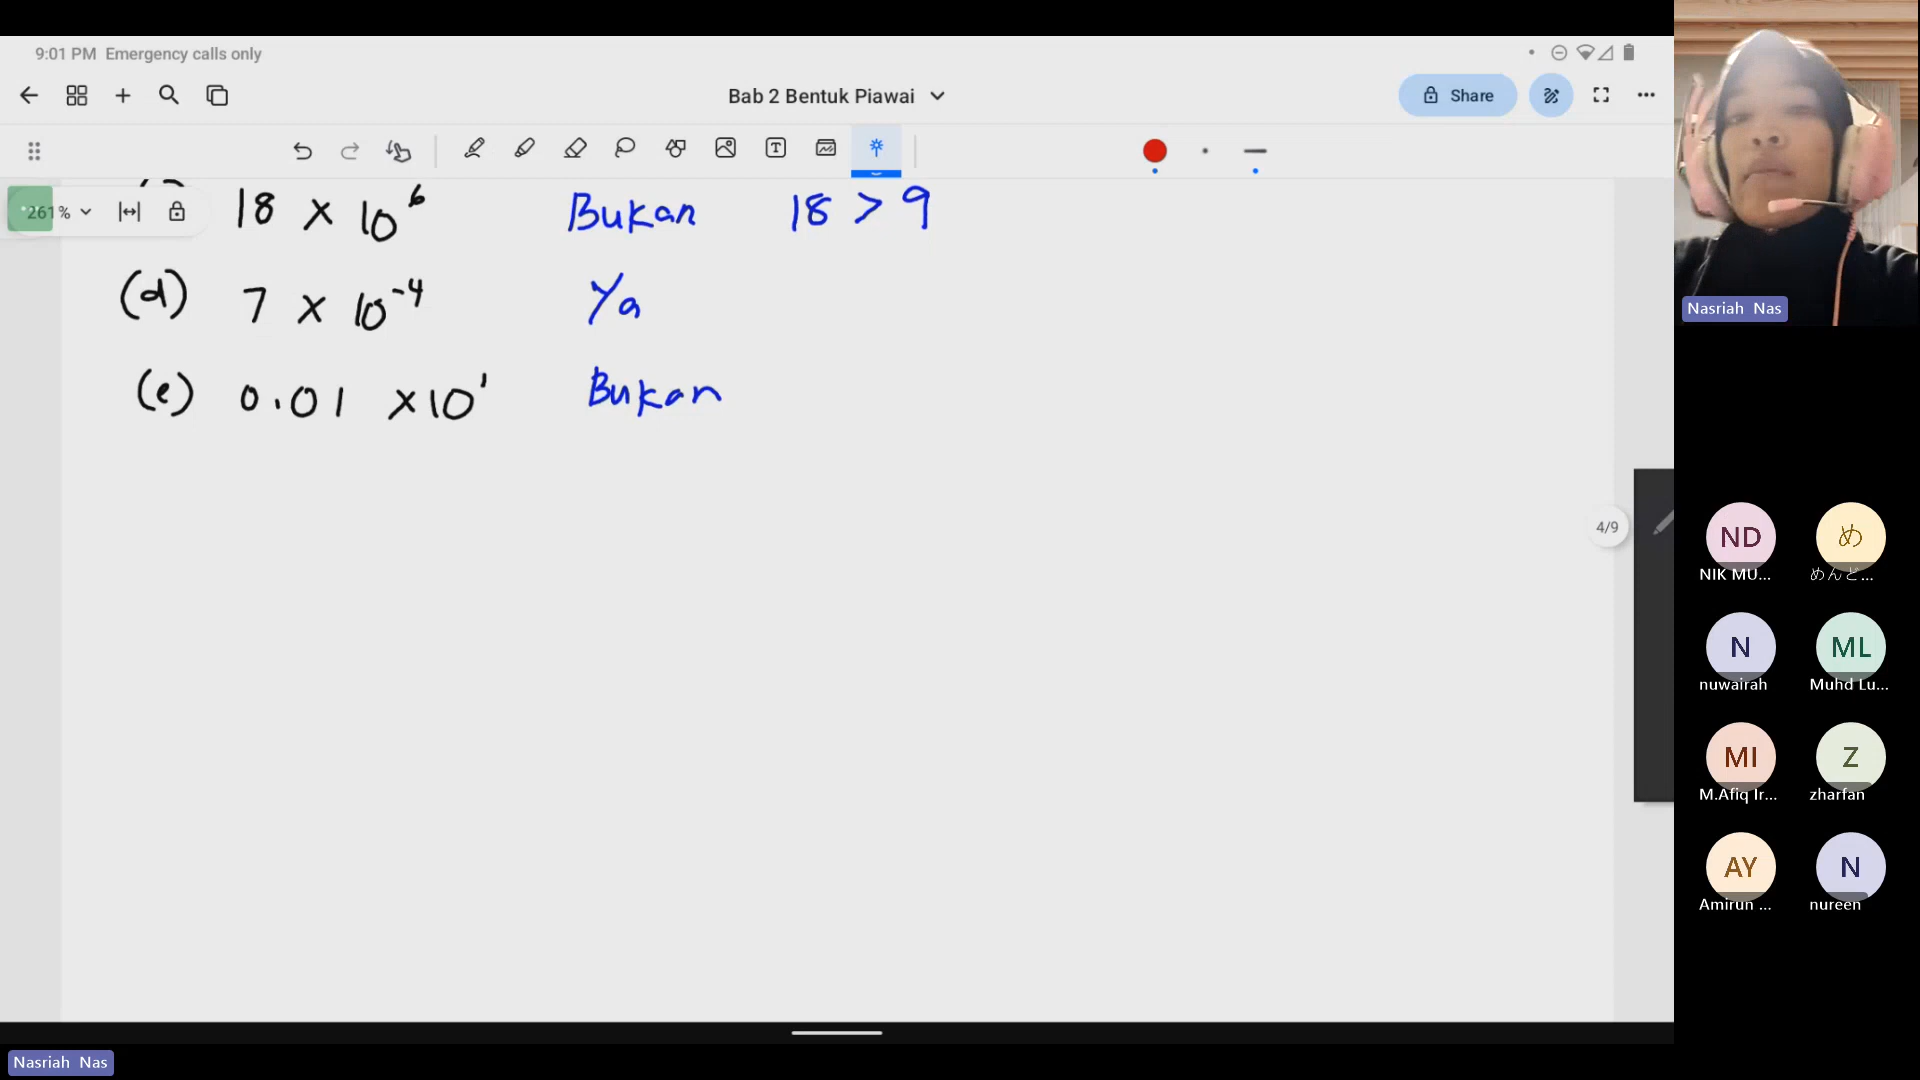 9:01 PM Emergency calls only
Bab 2 Bentuk Piawai
Share
261%
18 × 10⁶ Bukan 18 > 9
(d) 7 × 10⁻⁴ Ya
(e) 0.01 ×10¹ Bukan
4/9
Nasriah Nas
ND
NIK MU...
め
めんど...
N
nuwairah
ML
Muhd Lu...
MI
M.Afiq Ir...
Z
zharfan
AY
Amirun ...
N
nureen
Nasriah Nas